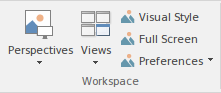 Perspectives
Views
Visual Style
Full Screen
Preferences
Workspace